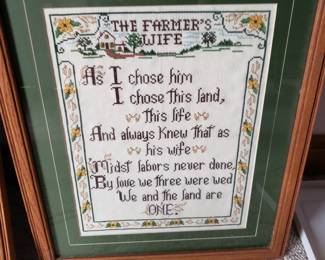 THE FARMER'S
WIFE
As I chose him
I chose this land,
this life
And always knew that as
his wife
Midst labors never done
By love we three were wed
We and the land are
ONE.